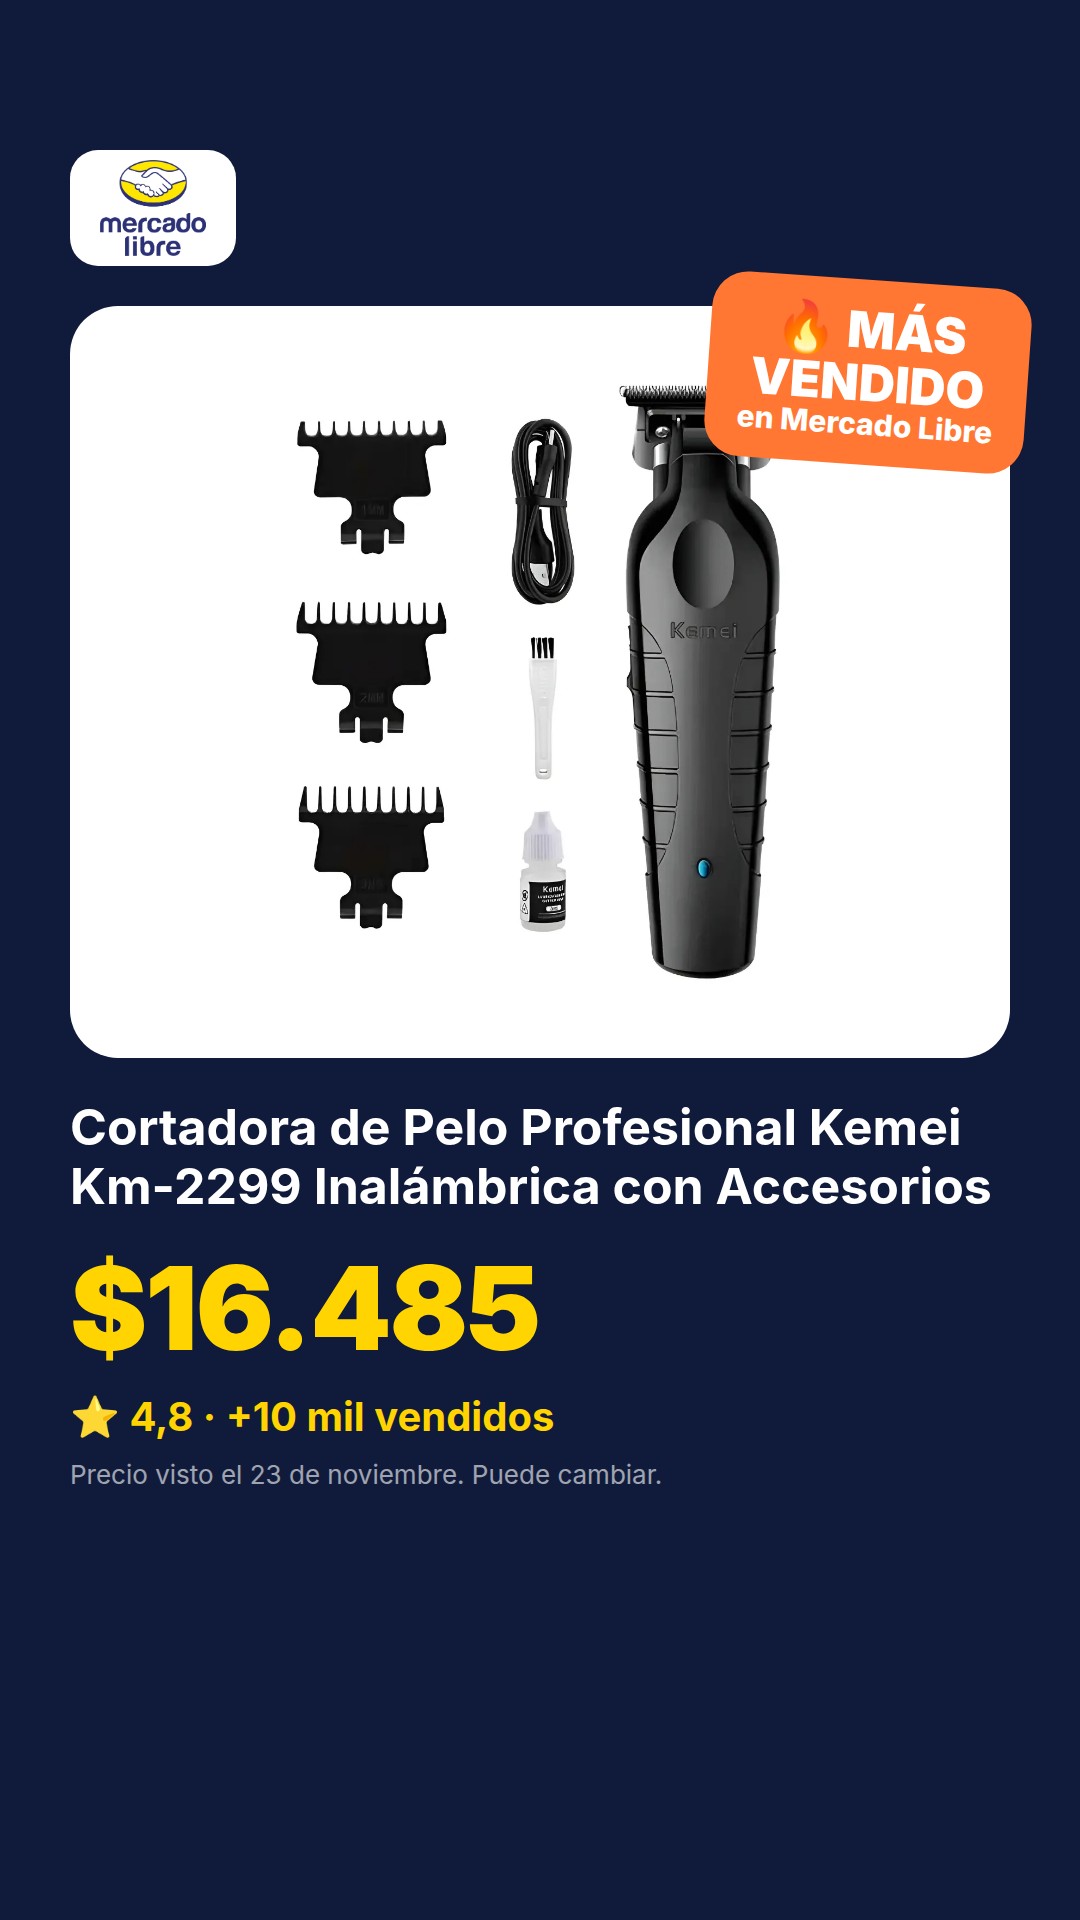 mercado
libre
🔥 MÁS
VENDIDO
en Mercado Libre
Kemei
2MM
Kemei
Cortadora de Pelo Profesional Kemei
Km-2299 Inalámbrica con Accesorios
$16.485
⭐ 4,8 · +10 mil vendidos
Precio visto el 23 de noviembre. Puede cambiar.